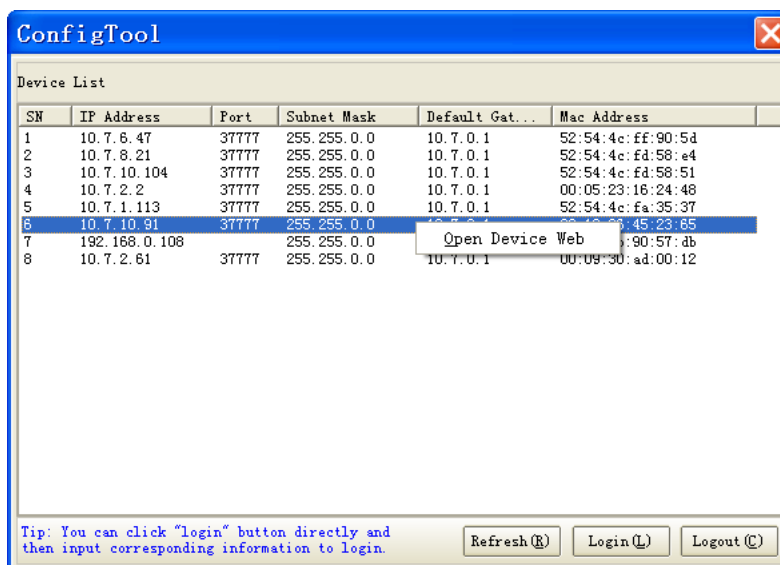 ConfigTool
Device List
SN IP Address Port Subnet Mask Default Gat... Mac Address
1 10.7.6.47 37777 255.255.0.0 10.7.0.1 52:54:4c:ff:90:5d
2 10.7.8.21 37777 255.255.0.0 10.7.0.1 52:54:4c:fd:58:e4
3 10.7.10.104 37777 255.255.0.0 10.7.0.1 52:54:4c:fd:58:51
4 10.7.2.2 37777 255.255.0.0 10.7.0.1 00:05:23:16:24:48
5 10.7.1.113 37777 255.255.0.0 10.7.0.1 52:54:4c:fa:35:37
6 10.7.10.91 37777 255.255.0.0 :45:23:65
Open Device Web
7 192.168.0.108 255.255.0.0 :90:57:db
8 10.7.2.61 37777 255.255.0.0 10.7.0.1 00:09:30:ad:00:12
Tip: You can click "login" button directly and
then input corresponding information to login.
Refresh(R) Login(L) Logout(C)